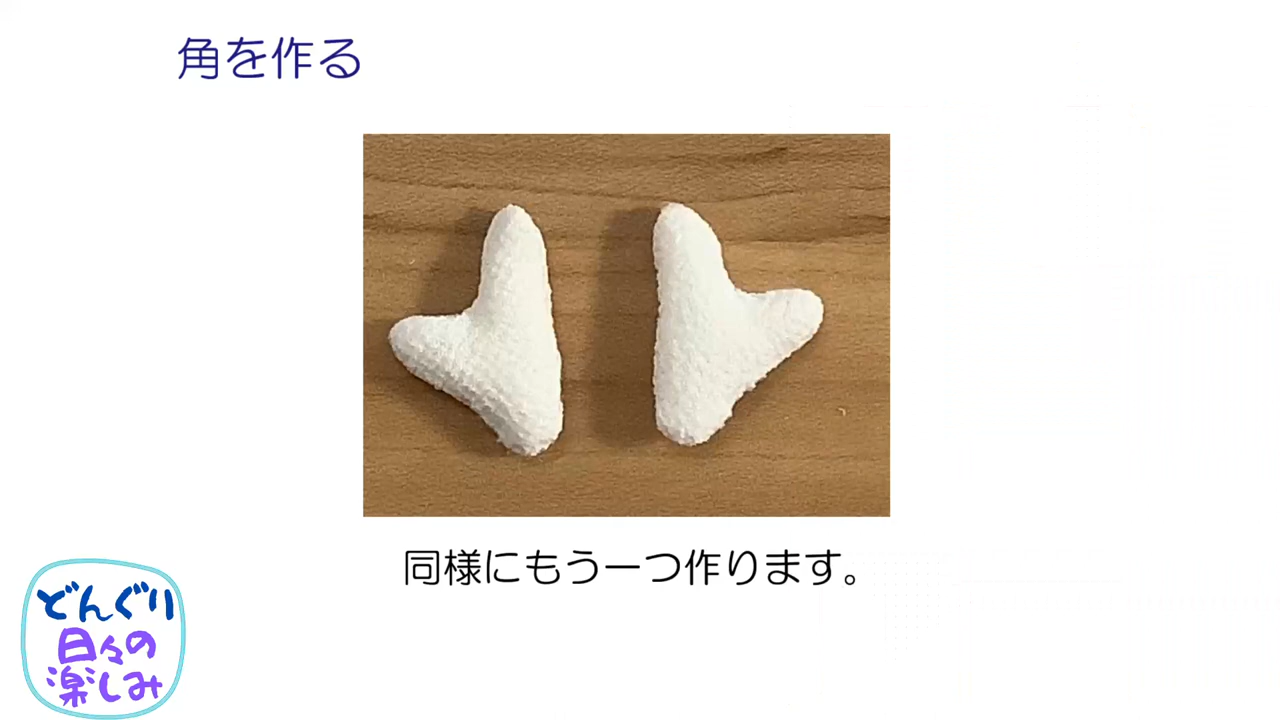 角を作る
同様にもう一つ作ります。
どんぐり
日々の
楽しみ